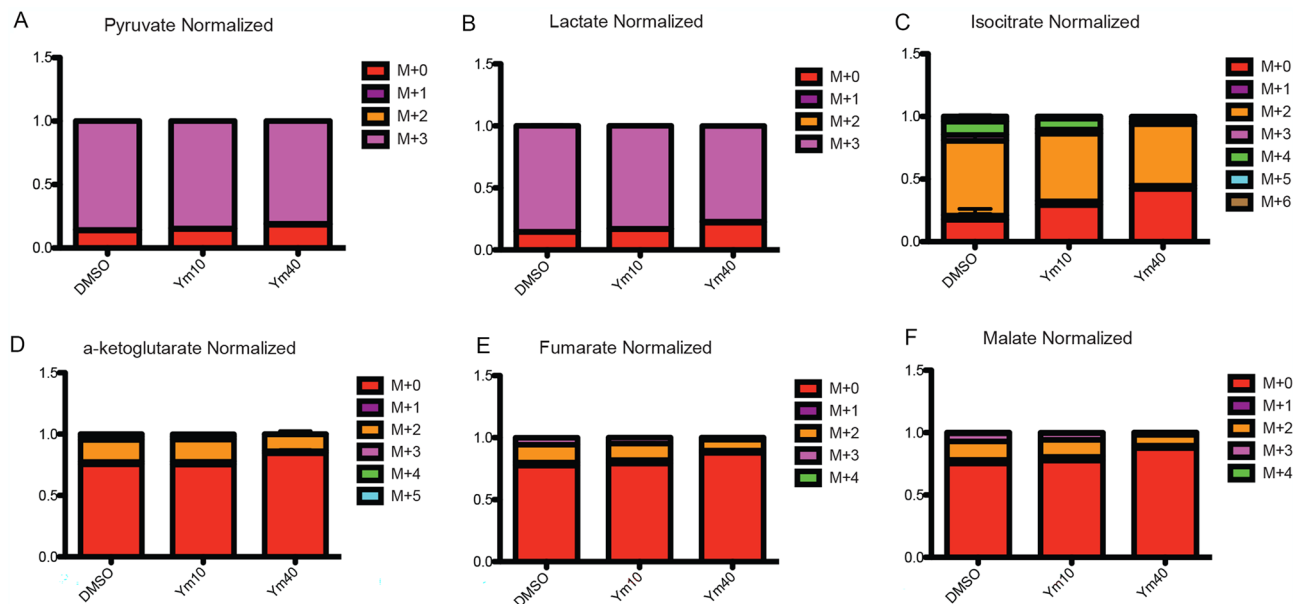 A
Pyruvate Normalized
1.5
1.0
0.5
0.0
DMSO
Ym10
Ym40
M+0
M+1
M+2
M+3
B
Lactate Normalized
1.5
1.0
0.5
0.0
DMSO
Ym10
Ym40
M+0
M+1
M+2
M+3
C
Isocitrate Normalized
1.5
1.0
0.5
0.0
DMSO
Ym10
Ym40
M+0
M+1
M+2
M+3
M+4
M+5
M+6
D
a-ketoglutarate Normalized
1.5
1.0
0.5
0.0
DMSO
Ym10
Ym40
M+0
M+1
M+2
M+3
M+4
M+5
E
Fumarate Normalized
1.5
1.0
0.5
0.0
DMSO
Ym10
Ym40
M+0
M+1
M+2
M+3
M+4
F
Malate Normalized
1.5
1.0
0.5
0.0
DMSO
Ym10
Ym40
M+0
M+1
M+2
M+3
M+4